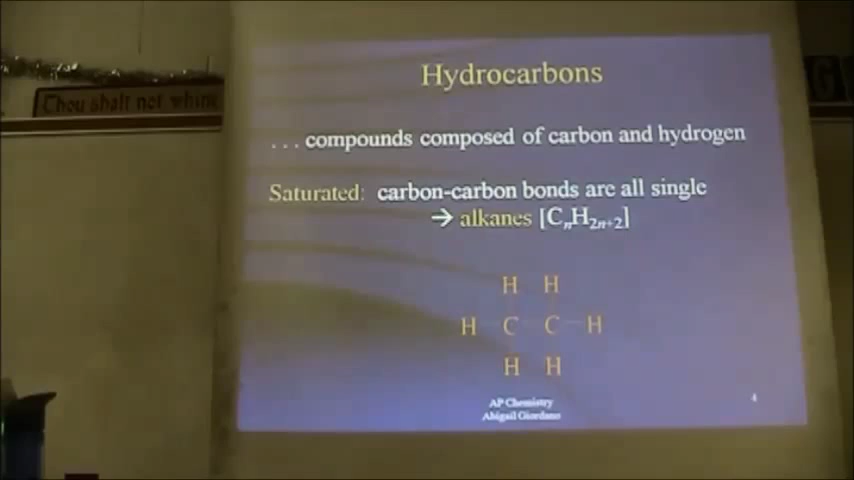 Thou shalt not whine
Hydrocarbons
... compounds composed of carbon and hydrogen
Saturated: carbon-carbon bonds are all single
→ alkanes [CnH2n+2]
H H
H C C H
H H
AP Chemistry
Abigail Giordano
4